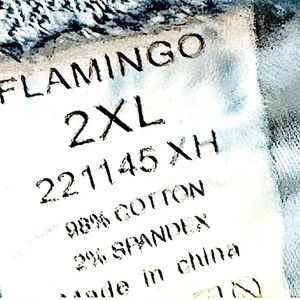 FLAMINGO
2XL
221145 XH
98% COTTON
2% SPANDEX
Made in china